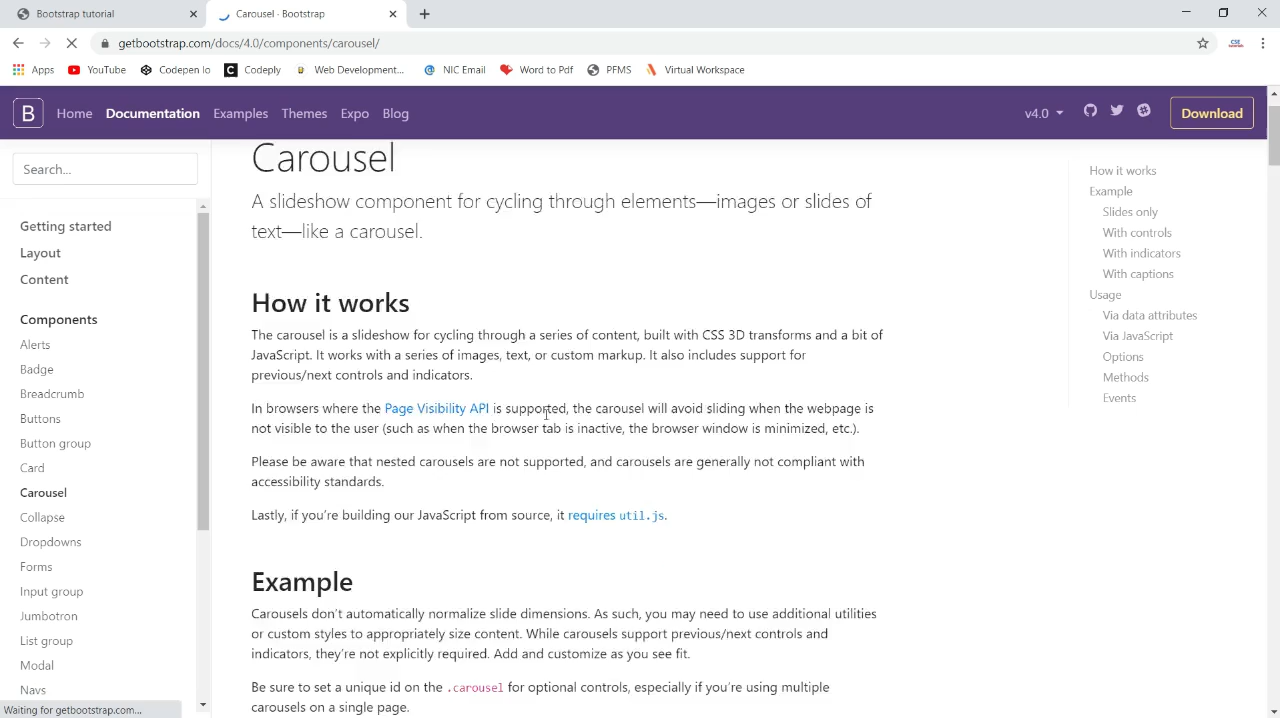 Bootstrap tutorial
Carousel · Bootstrap
getbootstrap.com/docs/4.0/components/carousel/
Apps
YouTube
Codepen Io
Codeply
Web Development...
NIC Email
Word to Pdf
PFMS
Virtual Workspace
B
Home
Documentation
Examples
Themes
Expo
Blog
v4.0
Download
Search...
Getting started
Layout
Content
Components
Alerts
Badge
Breadcrumb
Buttons
Button group
Card
Carousel
Collapse
Dropdowns
Forms
Input group
Jumbotron
List group
Modal
Navs
Waiting for getbootstrap.com...
Carousel
A slideshow component for cycling through elements—images or slides of
text—like a carousel.
How it works
The carousel is a slideshow for cycling through a series of content, built with CSS 3D transforms and a bit of
JavaScript. It works with a series of images, text, or custom markup. It also includes support for
previous/next controls and indicators.
In browsers where the Page Visibility API is supported, the carousel will avoid sliding when the webpage is
not visible to the user (such as when the browser tab is inactive, the browser window is minimized, etc.).
Please be aware that nested carousels are not supported, and carousels are generally not compliant with
accessibility standards.
Lastly, if you’re building our JavaScript from source, it requires util.js.
Example
Carousels don’t automatically normalize slide dimensions. As such, you may need to use additional utilities
or custom styles to appropriately size content. While carousels support previous/next controls and
indicators, they’re not explicitly required. Add and customize as you see fit.
Be sure to set a unique id on the .carousel for optional controls, especially if you’re using multiple
carousels on a single page.
How it works
Example
Slides only
With controls
With indicators
With captions
Usage
Via data attributes
Via JavaScript
Options
Methods
Events